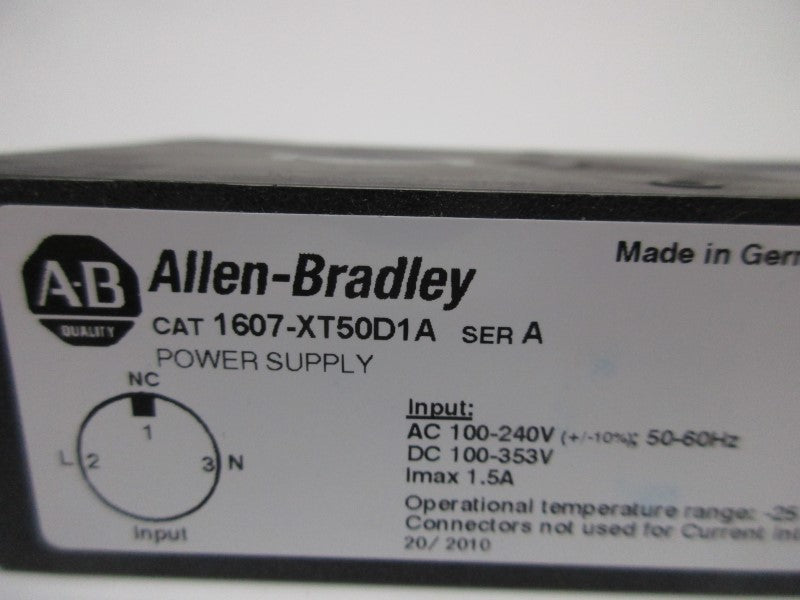 A·B
QUALITY
Allen-Bradley
Made in Ger
CAT 1607-XT50D1A SER A
POWER SUPPLY
NC
1
L 2
3 N
Input
Input:
AC 100-240V (+/-10%); 50-60Hz
DC 100-353V
Imax 1.5A
Operational temperature range: -25
Connectors not used for Current
20/ 2010